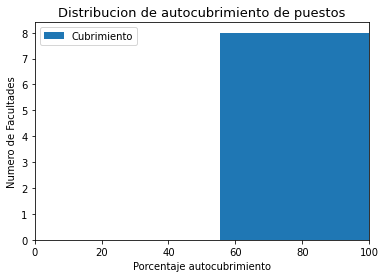 Distribucion de autocubrimiento de puestos
Cubrimiento
Numero de Facultades
8
7
6
5
4
3
2
1
0
0 20 40 60 80 100
Porcentaje autocubrimiento